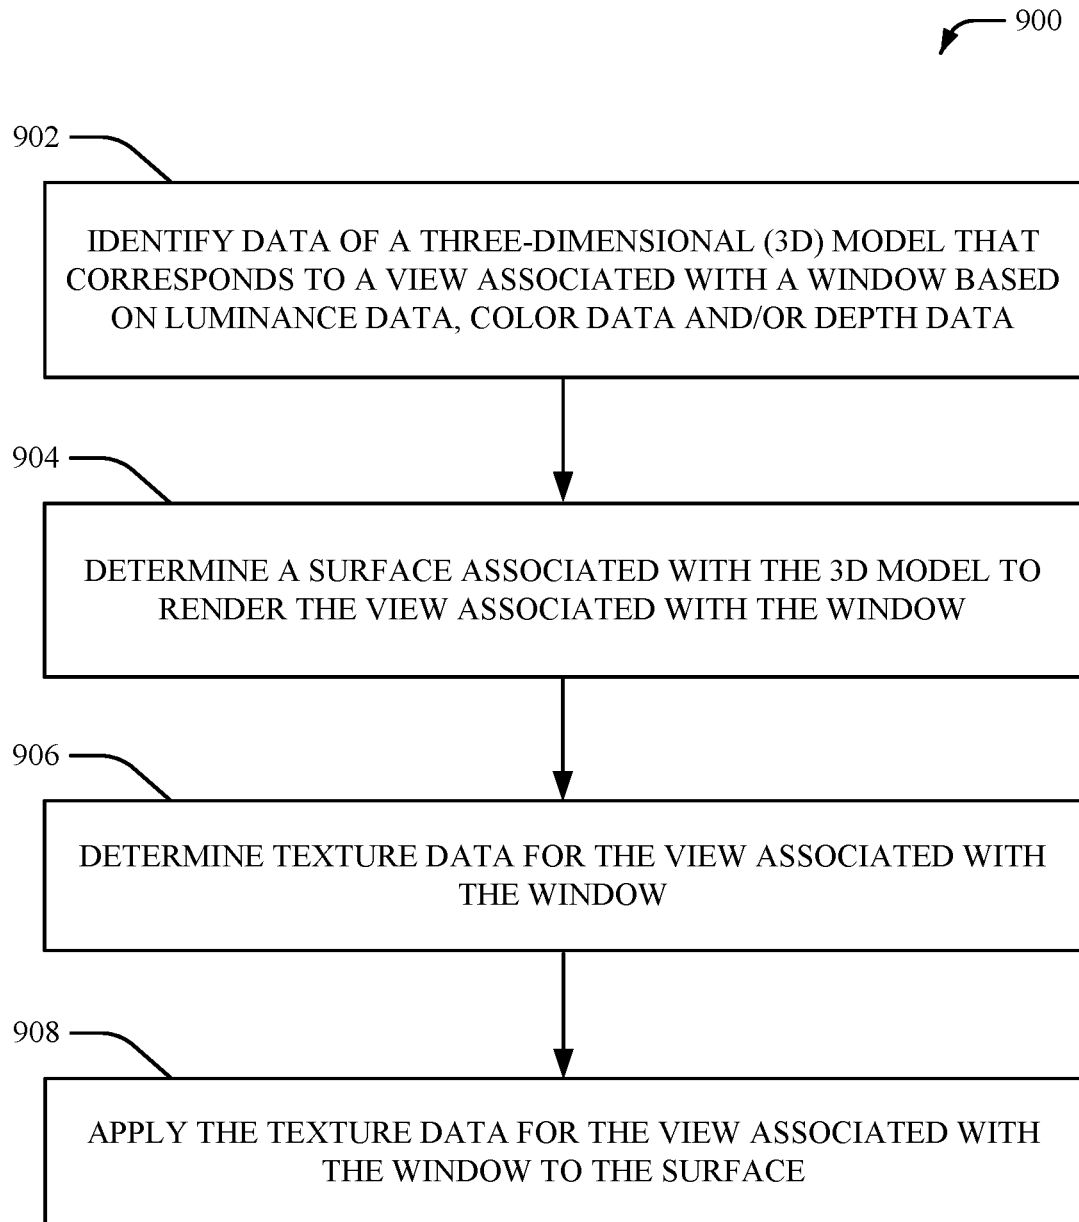 900
902
IDENTIFY DATA OF A THREE-DIMENSIONAL (3D) MODEL THAT
CORRESPONDS TO A VIEW ASSOCIATED WITH A WINDOW BASED
ON LUMINANCE DATA, COLOR DATA AND/OR DEPTH DATA
904
DETERMINE A SURFACE ASSOCIATED WITH THE 3D MODEL TO
RENDER THE VIEW ASSOCIATED WITH THE WINDOW
906
DETERMINE TEXTURE DATA FOR THE VIEW ASSOCIATED WITH
THE WINDOW
908
APPLY THE TEXTURE DATA FOR THE VIEW ASSOCIATED WITH
THE WINDOW TO THE SURFACE